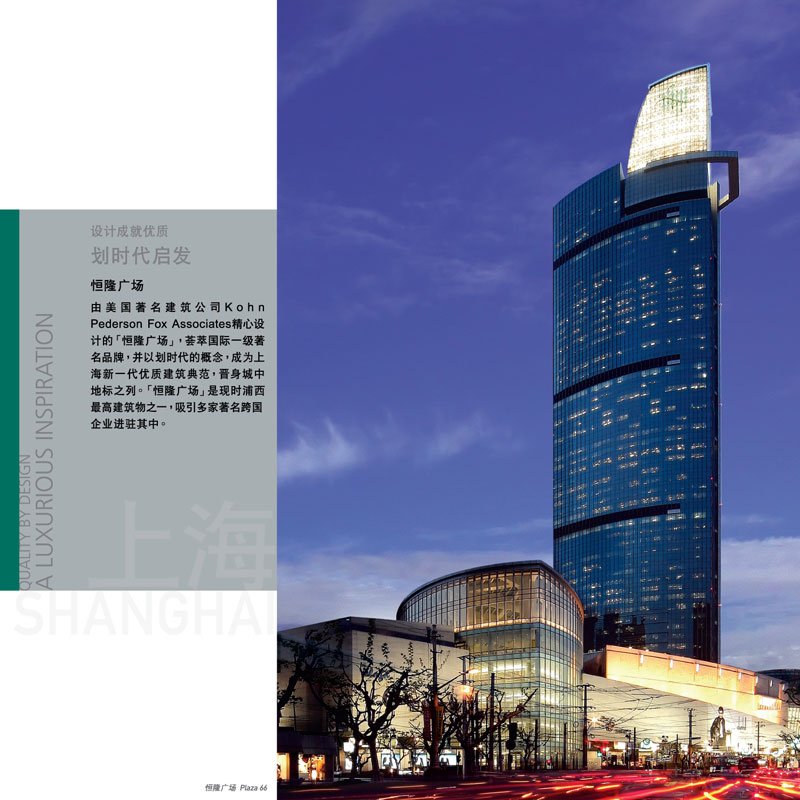 设计成就优质
划时代启发
恒隆广场
由美国著名建筑公司Kohn
Pederson Fox Associates精心设
计的「恒隆广场」，荟萃国际一级著
名品牌，并以划时代的概念，成为上
海新一代优质建筑典范，晋身城中
地标之列。「恒隆广场」是现时浦西
最高建筑物之一，吸引多家著名跨国
企业进驻其中。
QUALITY BY DESIGN
A LUXURIOUS INSPIRATION
上海
SHANGHAI
恒隆广场 Plaza 66